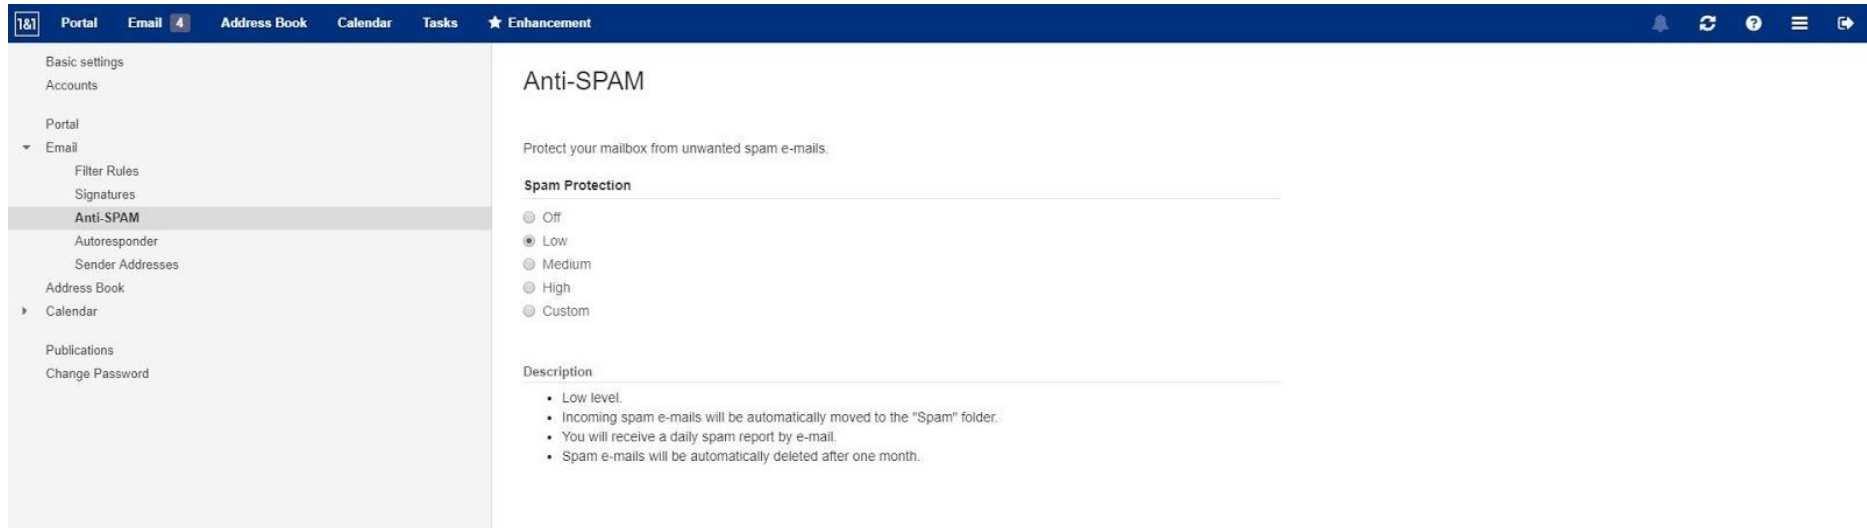 1&1 Portal Email 4 Address Book Calendar Tasks Enhancement
Basic settings
Accounts
Portal
Email
Filter Rules
Signatures
Anti-SPAM
Autoresponder
Sender Addresses
Address Book
Calendar
Publications
Change Password
Anti-SPAM
Protect your mailbox from unwanted spam e-mails.
Spam Protection
Off
Low
Medium
High
Custom
Description
• Low level.
• Incoming spam e-mails will be automatically moved to the "Spam" folder.
• You will receive a daily spam report by e-mail.
• Spam e-mails will be automatically deleted after one month.